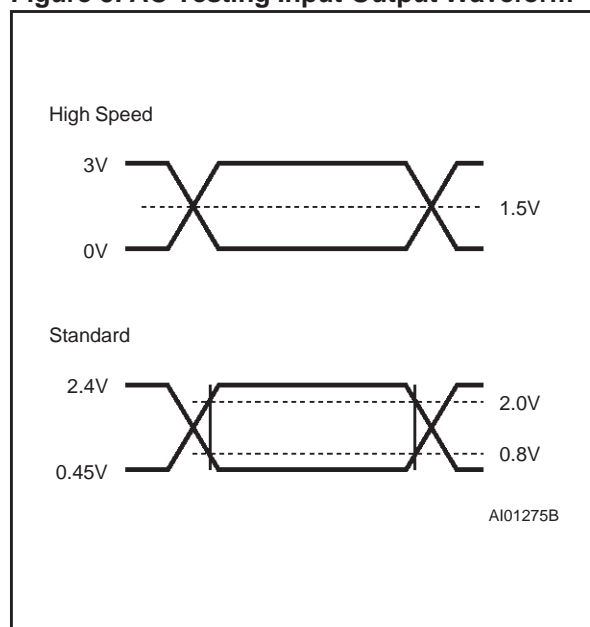 Figure 3. AC Testing Input Output Waveform
High Speed
3V
1.5V
0V
Standard
2.4V
2.0V
0.8V
0.45V
AI01275B